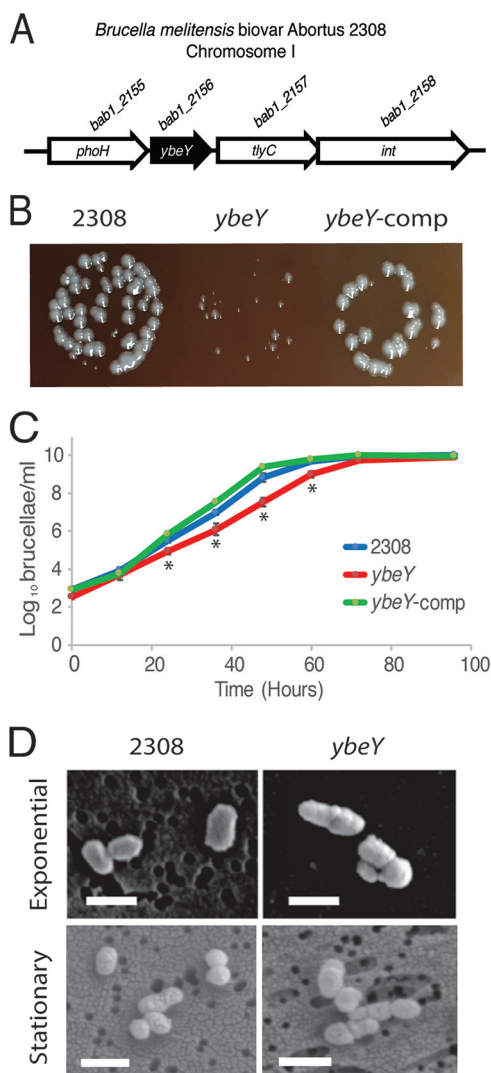 A
Brucella melitensis biovar Abortus 2308
Chromosome I
bab1_2155 bab1_2156 bab1_2157 bab1_2158
phoH ybeY tlyC int
B
2308 ybeY ybeY-comp
C
Log 10 brucellae/ml
10
8
6
4
2
0
* * * *
2308
ybeY
ybeY-comp
0 20 40 60 80 100
Time (Hours)
D
2308 ybeY
Exponential
Stationary